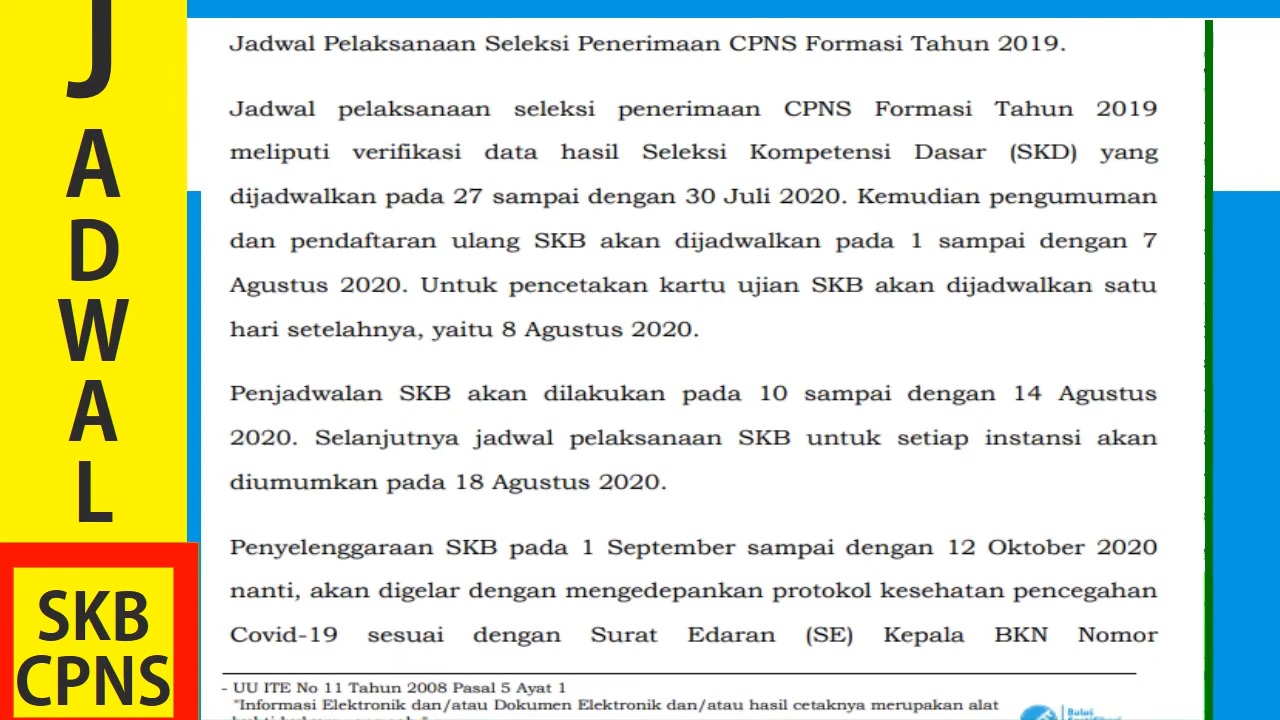 JADWAL
SKB
CPNS
Jadwal Pelaksanaan Seleksi Penerimaan CPNS Formasi Tahun 2019.
Jadwal pelaksanaan seleksi penerimaan CPNS Formasi Tahun 2019
meliputi verifikasi data hasil Seleksi Kompetensi Dasar (SKD) yang
dijadwalkan pada 27 sampai dengan 30 Juli 2020. Kemudian pengumuman
dan pendaftaran ulang SKB akan dijadwalkan pada 1 sampai dengan 7
Agustus 2020. Untuk pencetakan kartu ujian SKB akan dijadwalkan satu
hari setelahnya, yaitu 8 Agustus 2020.
Penjadwalan SKB akan dilakukan pada 10 sampai dengan 14 Agustus
2020. Selanjutnya jadwal pelaksanaan SKB untuk setiap instansi akan
diumumkan pada 18 Agustus 2020.
Penyelenggaraan SKB pada 1 September sampai dengan 12 Oktober 2020
nanti, akan digelar dengan mengedepankan protokol kesehatan pencegahan
Covid-19 sesuai dengan Surat Edaran (SE) Kepala BKN Nomor
- UU ITE No 11 Tahun 2008 Pasal 5 Ayat 1
"Informasi Elektronik dan/atau Dokumen Elektronik dan/atau hasil cetaknya merupakan alat